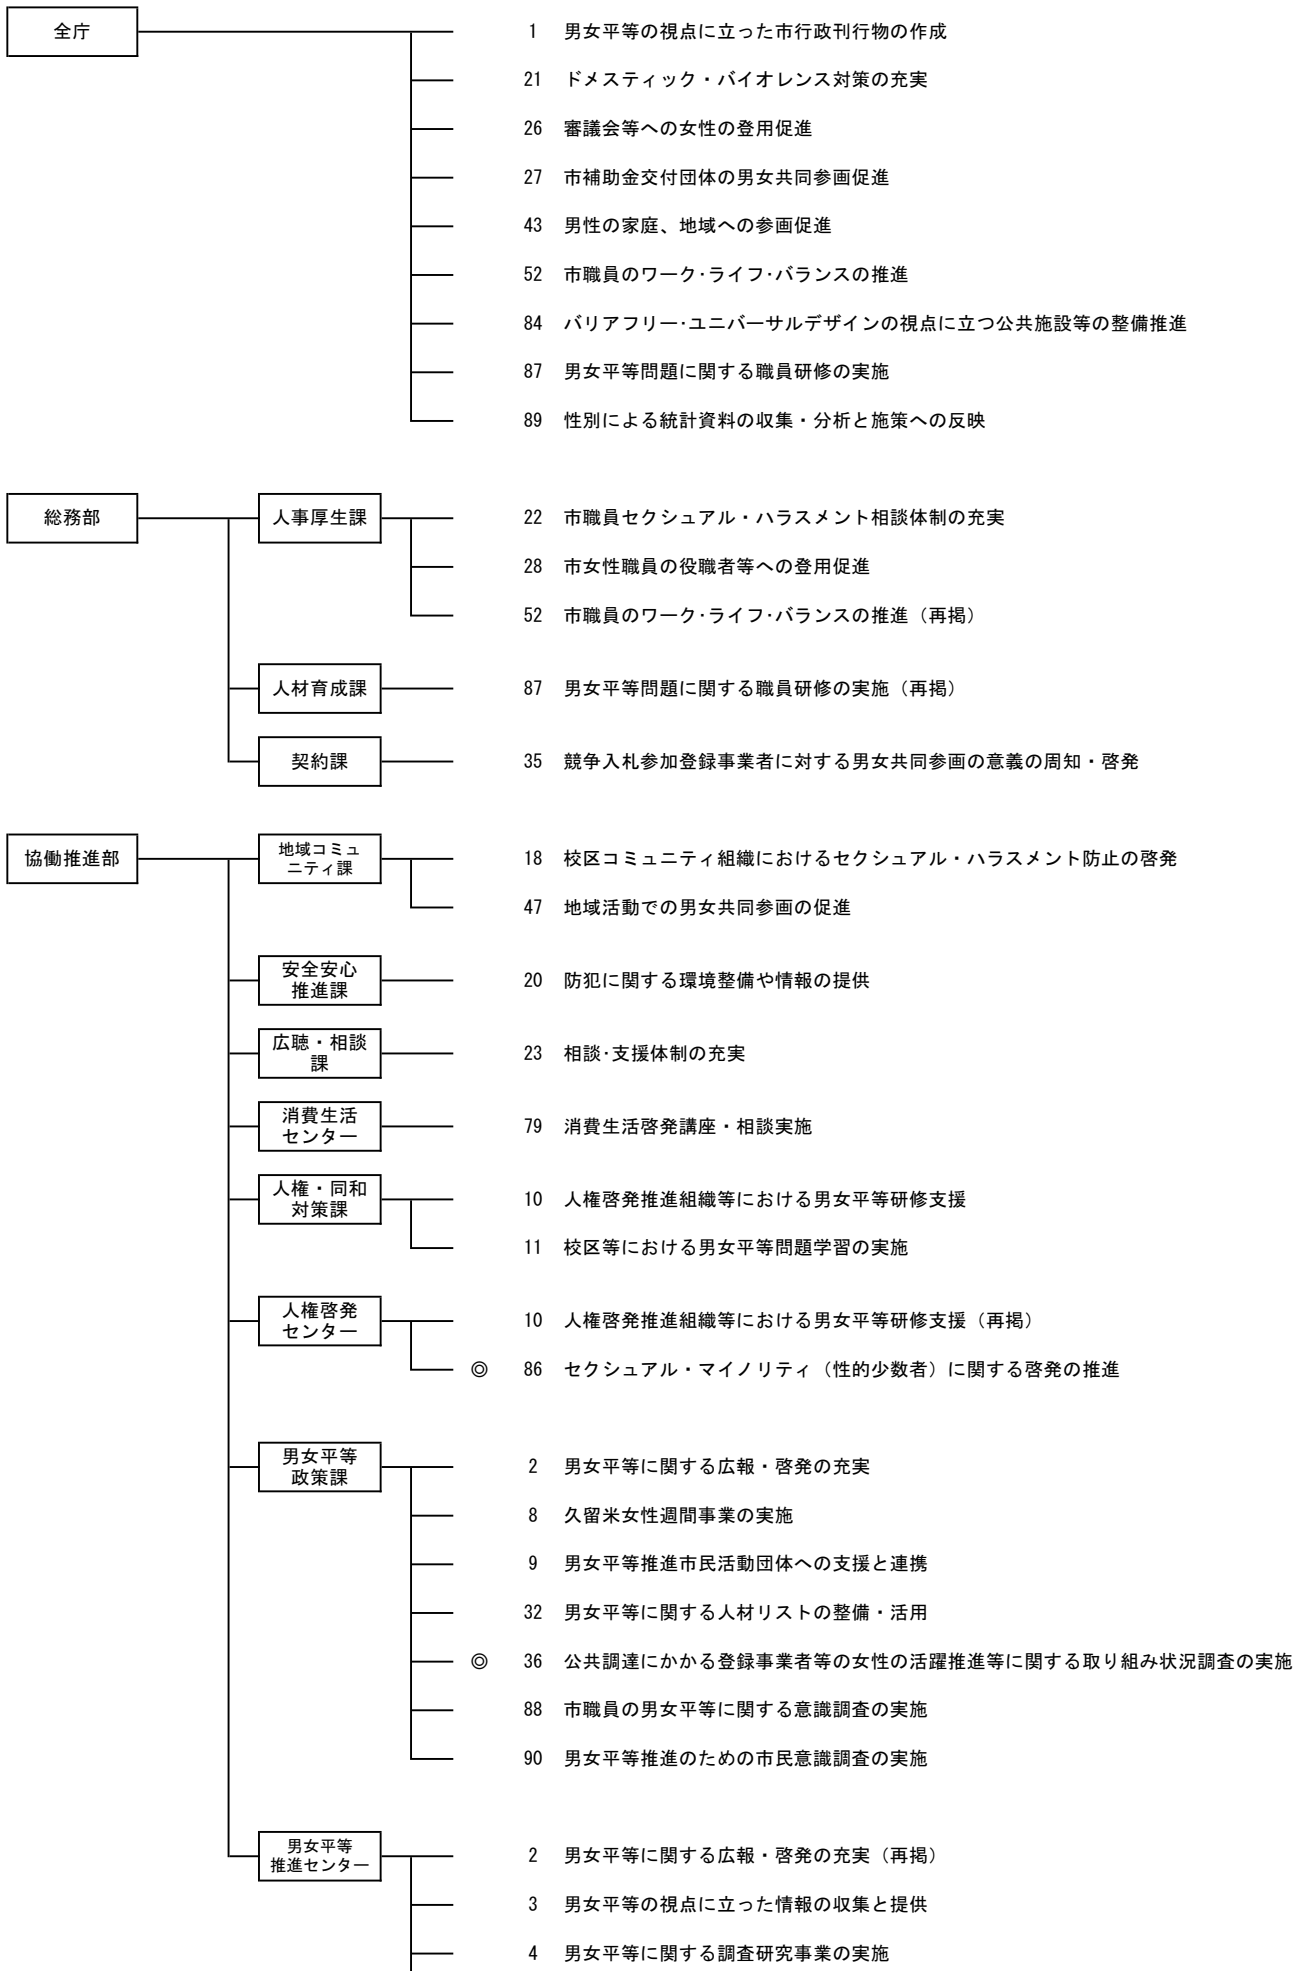 全庁
1 男女平等の視点に立った市行政刊行物の作成
21 ドメスティック・バイオレンス対策の充実
26 審議会等への女性の登用促進
27 市補助金交付団体の男女共同参画促進
43 男性の家庭、地域への参画促進
52 市職員のワーク・ライフ・バランスの推進
84 バリアフリー・ユニバーサルデザインの視点に立つ公共施設等の整備推進
87 男女平等問題に関する職員研修の実施
89 性別による統計資料の収集・分析と施策への反映
総務部
人事厚生課
22 市職員セクシュアル・ハラスメント相談体制の充実
28 市女性職員の役職者等への登用促進
52 市職員のワーク・ライフ・バランスの推進（再掲）
人材育成課
87 男女平等問題に関する職員研修の実施（再掲）
契約課
35 競争入札参加登録事業者に対する男女共同参画の意義の周知・啓発
協働推進部
地域コミュ
ニティ課
18 校区コミュニティ組織におけるセクシュアル・ハラスメント防止の啓発
47 地域活動での男女共同参画の促進
安全安心
推進課
20 防犯に関する環境整備や情報の提供
広聴・相談
課
23 相談・支援体制の充実
消費生活
センター
79 消費生活啓発講座・相談実施
人権・同和
対策課
10 人権啓発推進組織等における男女平等研修支援
11 校区等における男女平等問題学習の実施
人権啓発
センター
10 人権啓発推進組織等における男女平等研修支援（再掲）
◎ 86 セクシュアル・マイノリティ（性的少数者）に関する啓発の推進
男女平等
政策課
2 男女平等に関する広報・啓発の充実
8 久留米女性週間事業の実施
9 男女平等推進市民活動団体への支援と連携
32 男女平等に関する人材リストの整備・活用
◎ 36 公共調達にかかる登録事業者等の女性の活躍推進等に関する取り組み状況調査の実施
88 市職員の男女平等に関する意識調査の実施
90 男女平等推進のための市民意識調査の実施
男女平等
推進センター
2 男女平等に関する広報・啓発の充実（再掲）
3 男女平等の視点に立った情報の収集と提供
4 男女平等に関する調査研究事業の実施